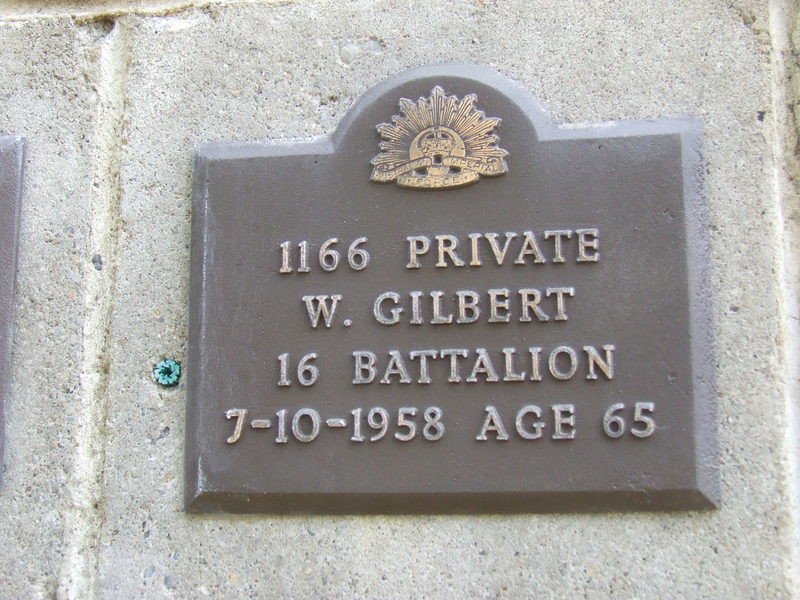 1166 PRIVATE
W. GILBERT
16 BATTALION
7-10-1958 AGE 65